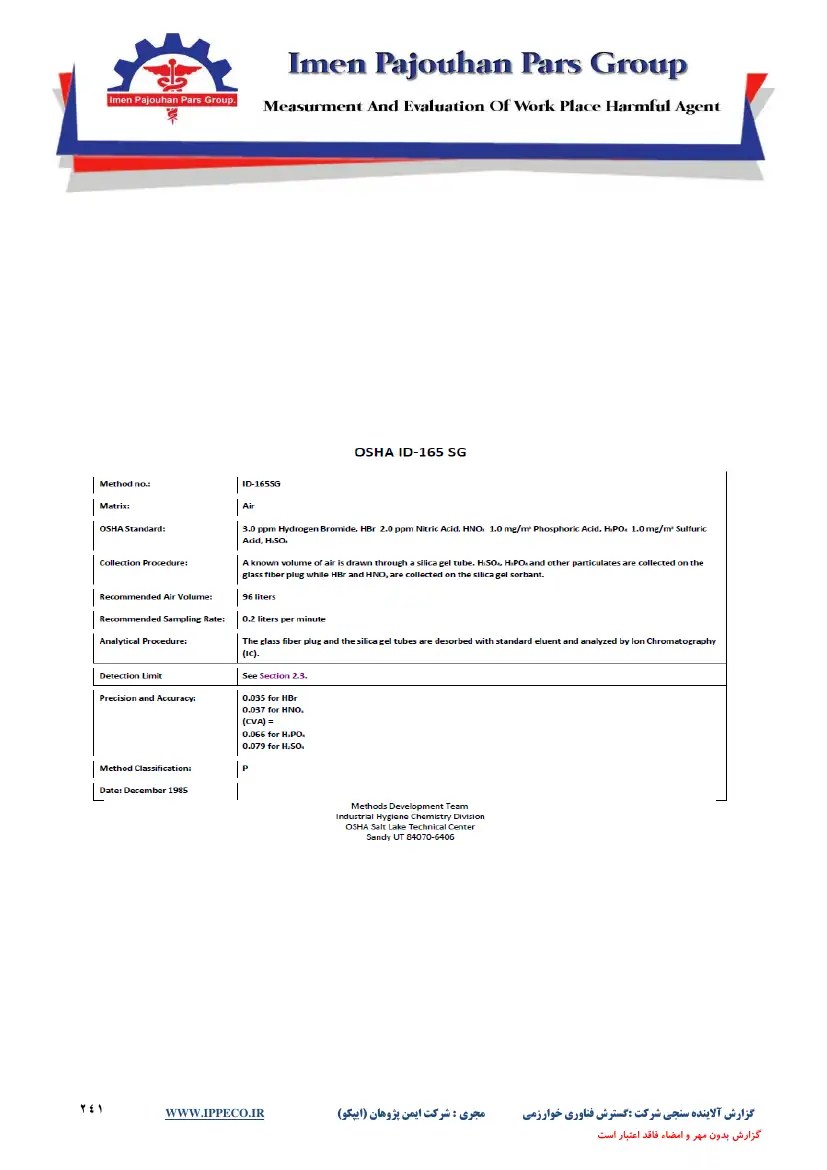 Imen Pajouhan Pars Group
Imen Pajouhan Pars Group.
Measurment And Evaluation Of Work Place Harmful Agent
OSHA ID-165 SG
Method no.: ID-165SG
Matrix: Air
OSHA Standard: 3.0 ppm Hydrogen Bromide, HBr 2.0 ppm Nitric Acid, HNO₃ 1.0 mg/m³ Phosphoric Acid, H₃PO₄ 1.0 mg/m³ Sulfuric
Acid, H₂SO₄
Collection Procedure: A known volume of air is drawn through a silica gel tube. H₂SO₄, H₃PO₄ and other particulates are collected on the
glass fiber plug while HBr and HNO₃ are collected on the silica gel sorbant.
Recommended Air Volume: 96 liters
Recommended Sampling Rate: 0.2 liters per minute
Analytical Procedure: The glass fiber plug and the silica gel tubes are desorbed with standard eluent and analyzed by Ion Chromatography
(IC).
Detection Limit See Section 2.3.
Precision and Accuracy: 0.035 for HBr
0.037 for HNO₃
(CVA) =
0.066 for H₃PO₄
0.079 for H₂SO₄
Method Classification: P
Date: December 1985
Methods Development Team
Industrial Hygiene Chemistry Division
OSHA Salt Lake Technical Center
Sandy UT 84070-6406
گزارش آلاینده سنجی شرکت :گسترش فناوری خوارزمی مجری : شرکت ایمن پژوهان (ایپکو) WWW.IPPECO.IR ۲٤۱
گزارش بدون مهر و امضاء فاقد اعتبار است